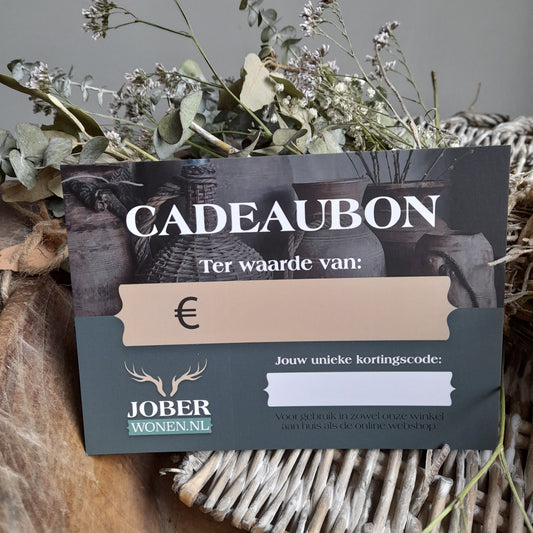 CADEAUBON
Ter waarde van:
€
Jouw unieke kortingscode:
JOBER
WONEN.NL
Voor gebruik in zowel onze winkel
aan huis als de online webshop.